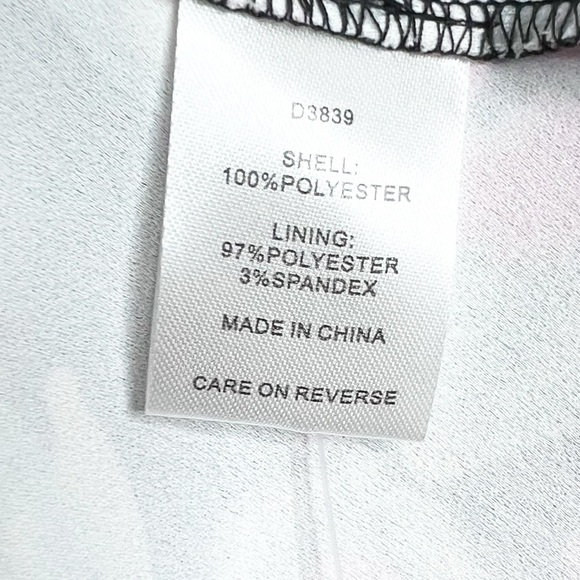 D3839
SHELL:
100%POLYESTER
LINING:
97%POLYESTER
3%SPANDEX
MADE IN CHINA
CARE ON REVERSE